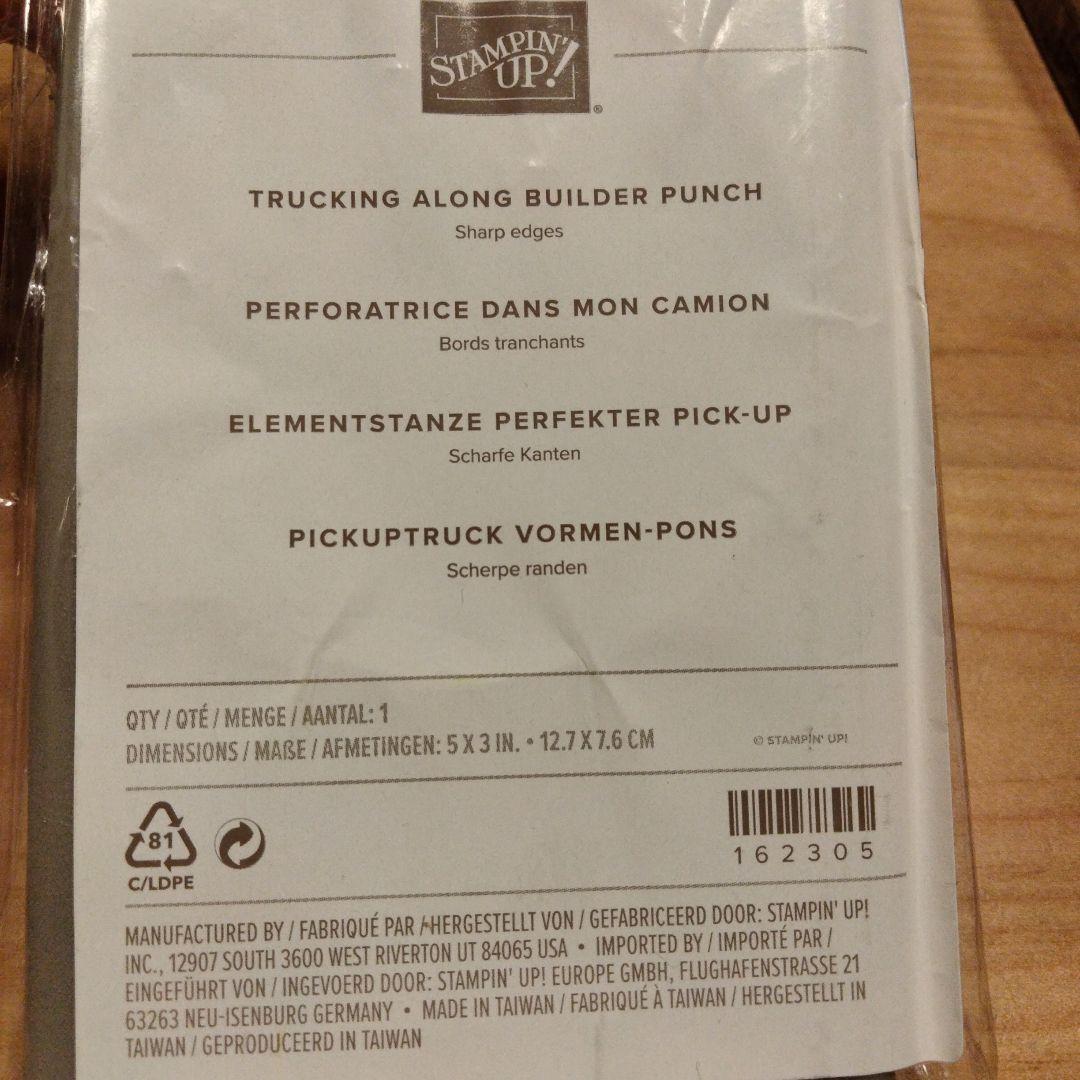 STAMPIN' UP!®
TRUCKING ALONG BUILDER PUNCH
Sharp edges
PERFORATRICE DANS MON CAMION
Bords tranchants
ELEMENTSTANZE PERFEKTER PICK-UP
Scharfe Kanten
PICKUPTRUCK VORMEN-PONS
Scherpe randen
QTY / QTÉ / MENGE / AANTAL: 1
DIMENSIONS / MAßE / AFMETINGEN: 5 X 3 IN. • 12.7 X 7.6 CM
© STAMPIN' UP!
81
C/LDPE
162305
MANUFACTURED BY / FABRIQUÉ PAR / HERGESTELLT VON / GEFABRICEERD DOOR: STAMPIN' UP!
INC., 12907 SOUTH 3600 WEST RIVERTON UT 84065 USA • IMPORTED BY / IMPORTÉ PAR /
EINGEFÜHRT VON / INGEVOERD DOOR: STAMPIN' UP! EUROPE GMBH, FLUGHAFENSTRASSE 21
63263 NEU-ISENBURG GERMANY • MADE IN TAIWAN / FABRIQUÉ À TAIWAN / HERGESTELLT IN
TAIWAN / GEPRODUCEERD IN TAIWAN